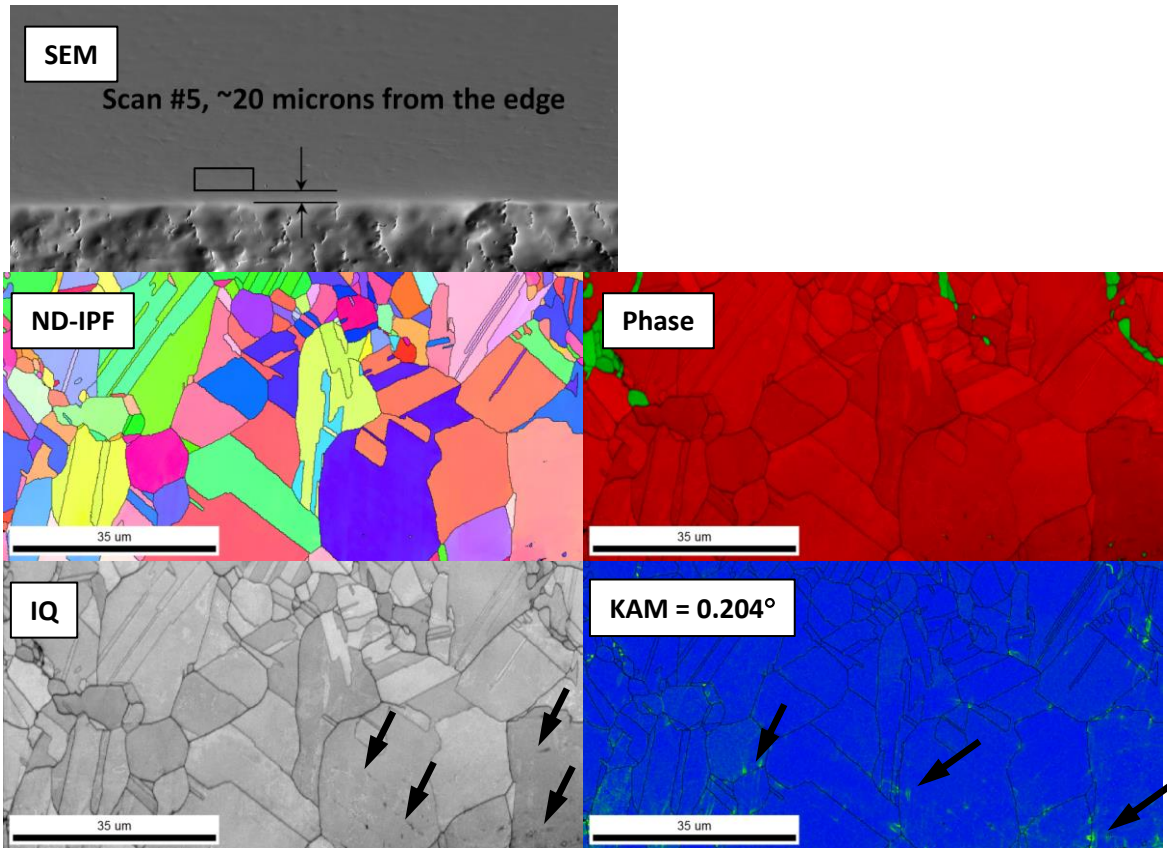 SEM
Scan #5, ~20 microns from the edge
ND-IPF
Phase
35 um
35 um
IQ
KAM = 0.204°
35 um
35 um